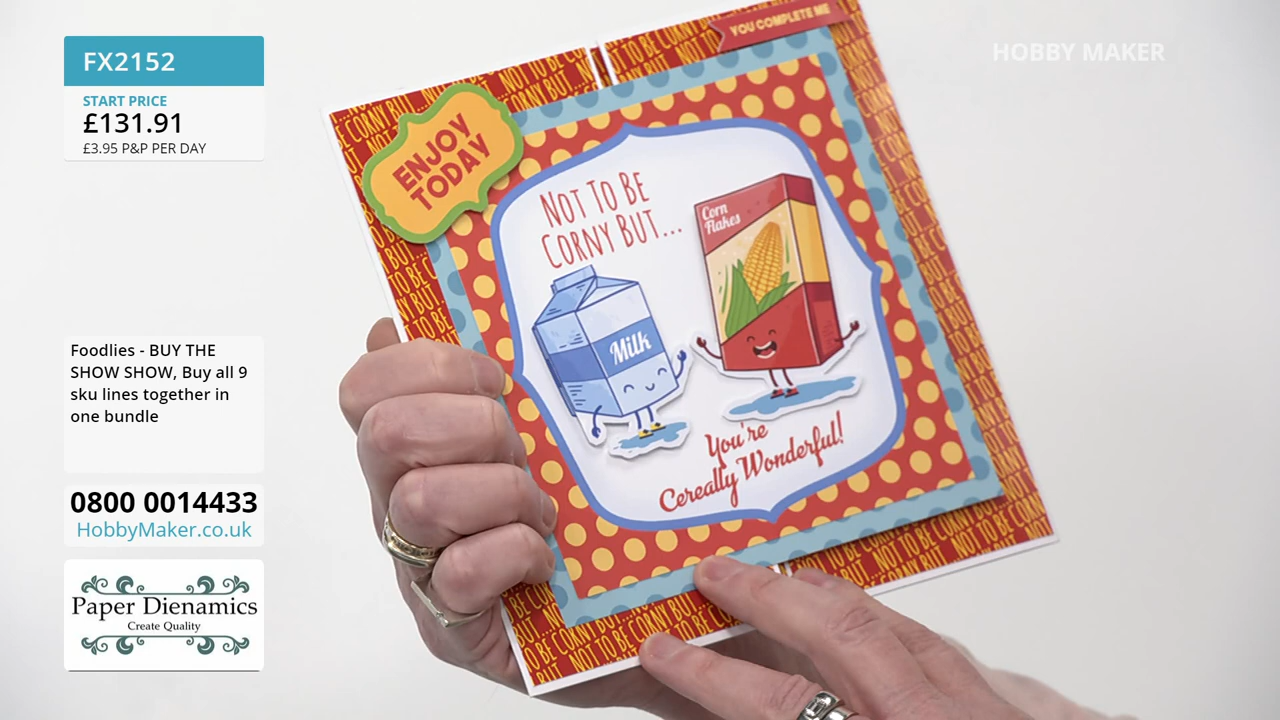 FX2152
START PRICE
£131.91
£3.95 P&P PER DAY
Foodlies - BUY THE
SHOW SHOW, Buy all 9
sku lines together in
one bundle
0800 0014433
HobbyMaker.co.uk
Paper Dienamics
Create Quality
HOBBY MAKER
YOU COMPLETE ME
ENJOY
TODAY
NOT TO BE
CORNY BUT...
Corn
Flakes
Milk
You're
Cereally Wonderful!
NOT TO BE CORNY BUT...